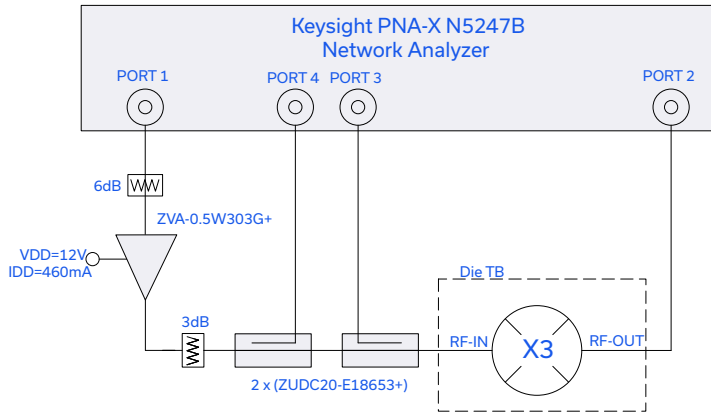 Keysight PNA-X N5247B
Network Analyzer
PORT 1
PORT 4
PORT 3
PORT 2
6dB
ZVA-0.5W303G+
VDD=12V
IDD=460mA
Die TB
3dB
RF-IN
X3
RF-OUT
2 x (ZUDC20-E18653+)